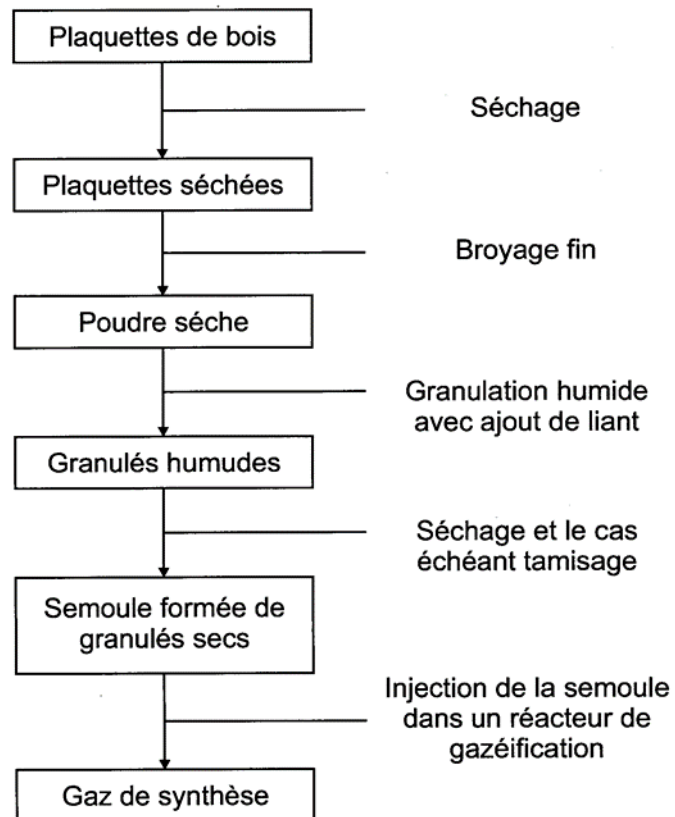 Plaquettes de bois
Séchage
Plaquettes séchées
Broyage fin
Poudre séche
Granulation humide
avec ajout de liant
Granulés humudes
Séchage et le cas
échéant tamisage
Semoule formée de
granulés secs
Injection de la semoule
dans un réacteur de
gazéification
Gaz de synthèse